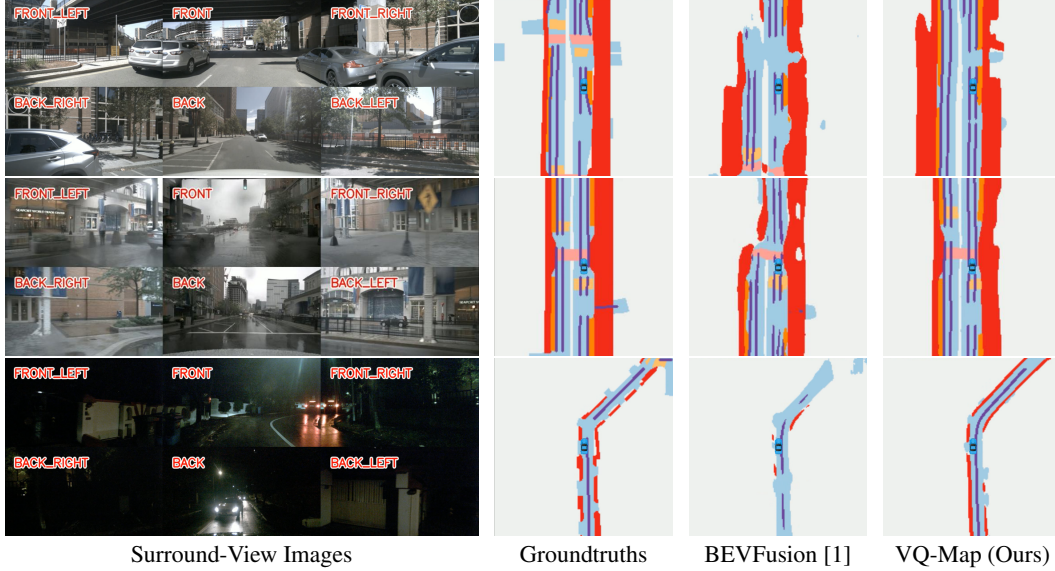 FRONT_LEFT FRONT FRONT_RIGHT
BACK_RIGHT BACK BACK_LEFT
FRONT_LEFT FRONT FRONT_RIGHT
BACK_RIGHT BACK BACK_LEFT
FRONT_LEFT FRONT FRONT_RIGHT
BACK_RIGHT BACK BACK_LEFT
Surround-View Images Groundtruths BEVFusion [1] VQ-Map (Ours)